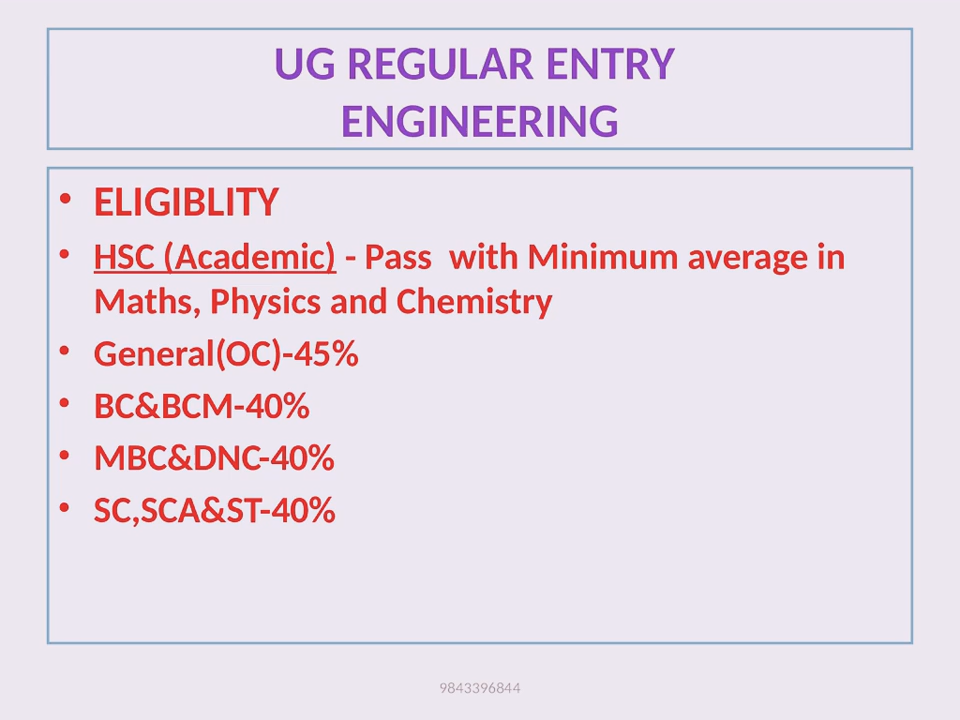 UG REGULAR ENTRY
ENGINEERING
• ELIGIBLITY
• HSC (Academic) - Pass  with Minimum average in
Maths, Physics and Chemistry
• General(OC)-45%
• BC&BCM-40%
• MBC&DNC-40%
• SC,SCA&ST-40%
9843396844